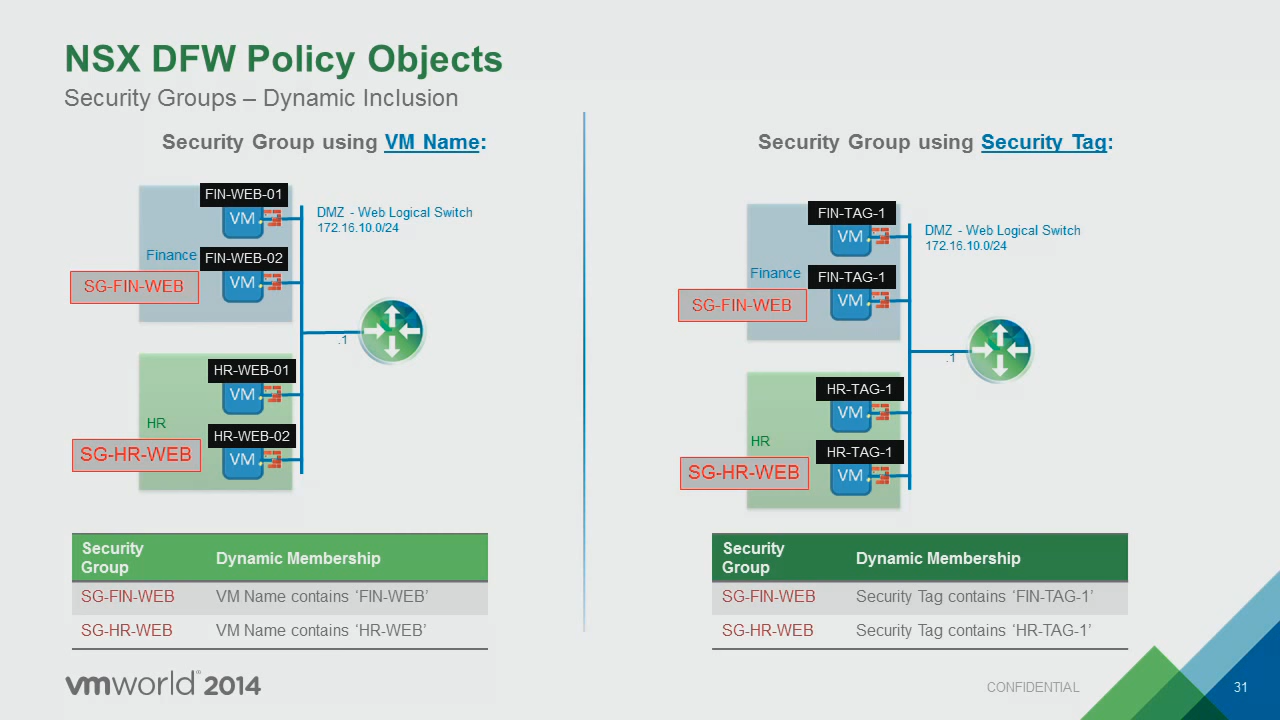 NSX DFW Policy Objects
Security Groups – Dynamic Inclusion
Security Group using VM Name:
FIN-WEB-01
VM
DMZ - Web Logical Switch
172.16.10.0/24
Finance
FIN-WEB-02
VM
SG-FIN-WEB
.1
HR-WEB-01
VM
HR
HR-WEB-02
VM
SG-HR-WEB
Security Group
Dynamic Membership
SG-FIN-WEB
VM Name contains ‘FIN-WEB’
SG-HR-WEB
VM Name contains ‘HR-WEB’
Security Group using Security Tag:
FIN-TAG-1
VM
DMZ - Web Logical Switch
172.16.10.0/24
Finance
FIN-TAG-1
VM
SG-FIN-WEB
.1
HR-TAG-1
VM
HR
HR-TAG-1
VM
SG-HR-WEB
Security Group
Dynamic Membership
SG-FIN-WEB
Security Tag contains ‘FIN-TAG-1’
SG-HR-WEB
Security Tag contains ‘HR-TAG-1’
vmworld® 2014
CONFIDENTIAL
31